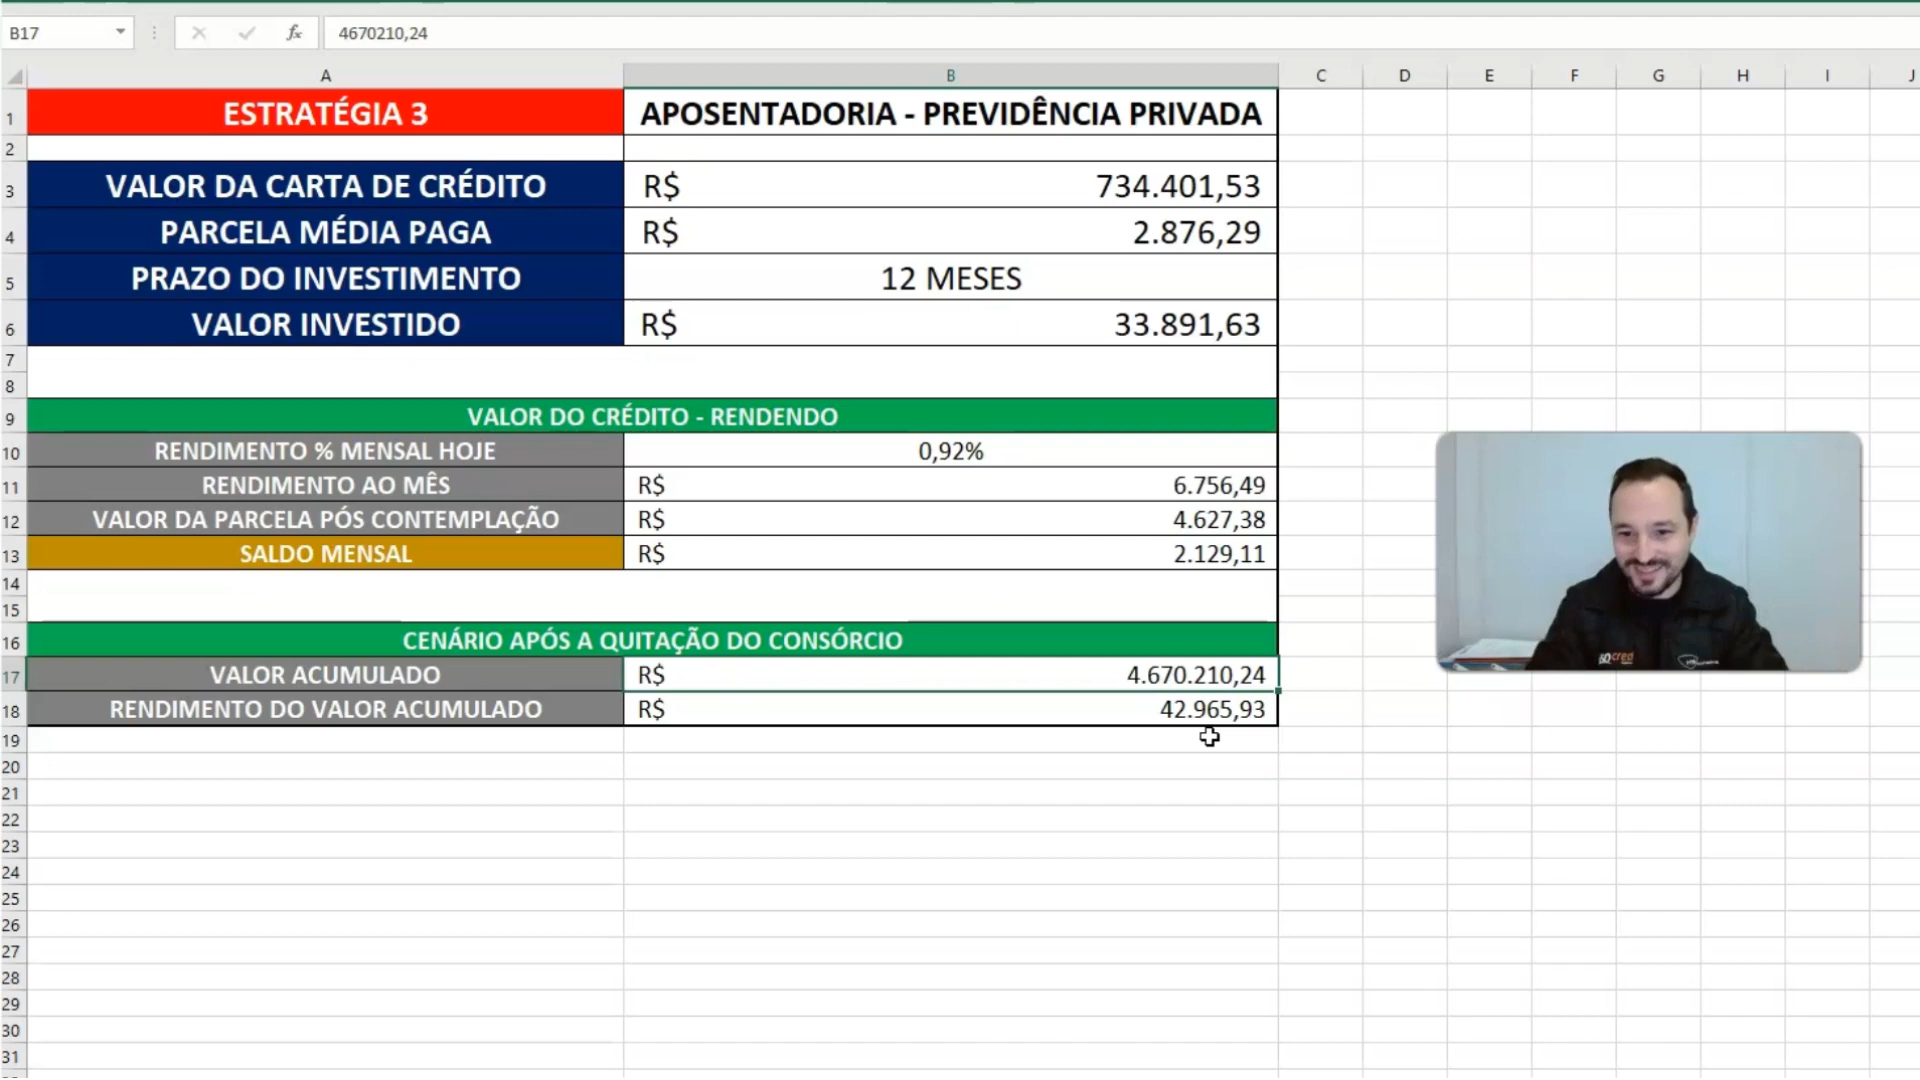 B17
fx
4670210,24
A B C D E F G H I J
1 ESTRATÉGIA 3 APOSENTADORIA - PREVIDÊNCIA PRIVADA
2
3 VALOR DA CARTA DE CRÉDITO R$ 734.401,53
4 PARCELA MÉDIA PAGA R$ 2.876,29
5 PRAZO DO INVESTIMENTO 12 MESES
6 VALOR INVESTIDO R$ 33.891,63
7
8
9 VALOR DO CRÉDITO - RENDENDO
10 RENDIMENTO % MENSAL HOJE 0,92%
11 RENDIMENTO AO MÊS R$ 6.756,49
12 VALOR DA PARCELA PÓS CONTEMPLAÇÃO R$ 4.627,38
13 SALDO MENSAL R$ 2.129,11
14
15
16 CENÁRIO APÓS A QUITAÇÃO DO CONSÓRCIO
17 VALOR ACUMULADO R$ 4.670.210,24
18 RENDIMENTO DO VALOR ACUMULADO R$ 42.965,93
19
20
21
22
23
24
25
26
27
28
29
30
31